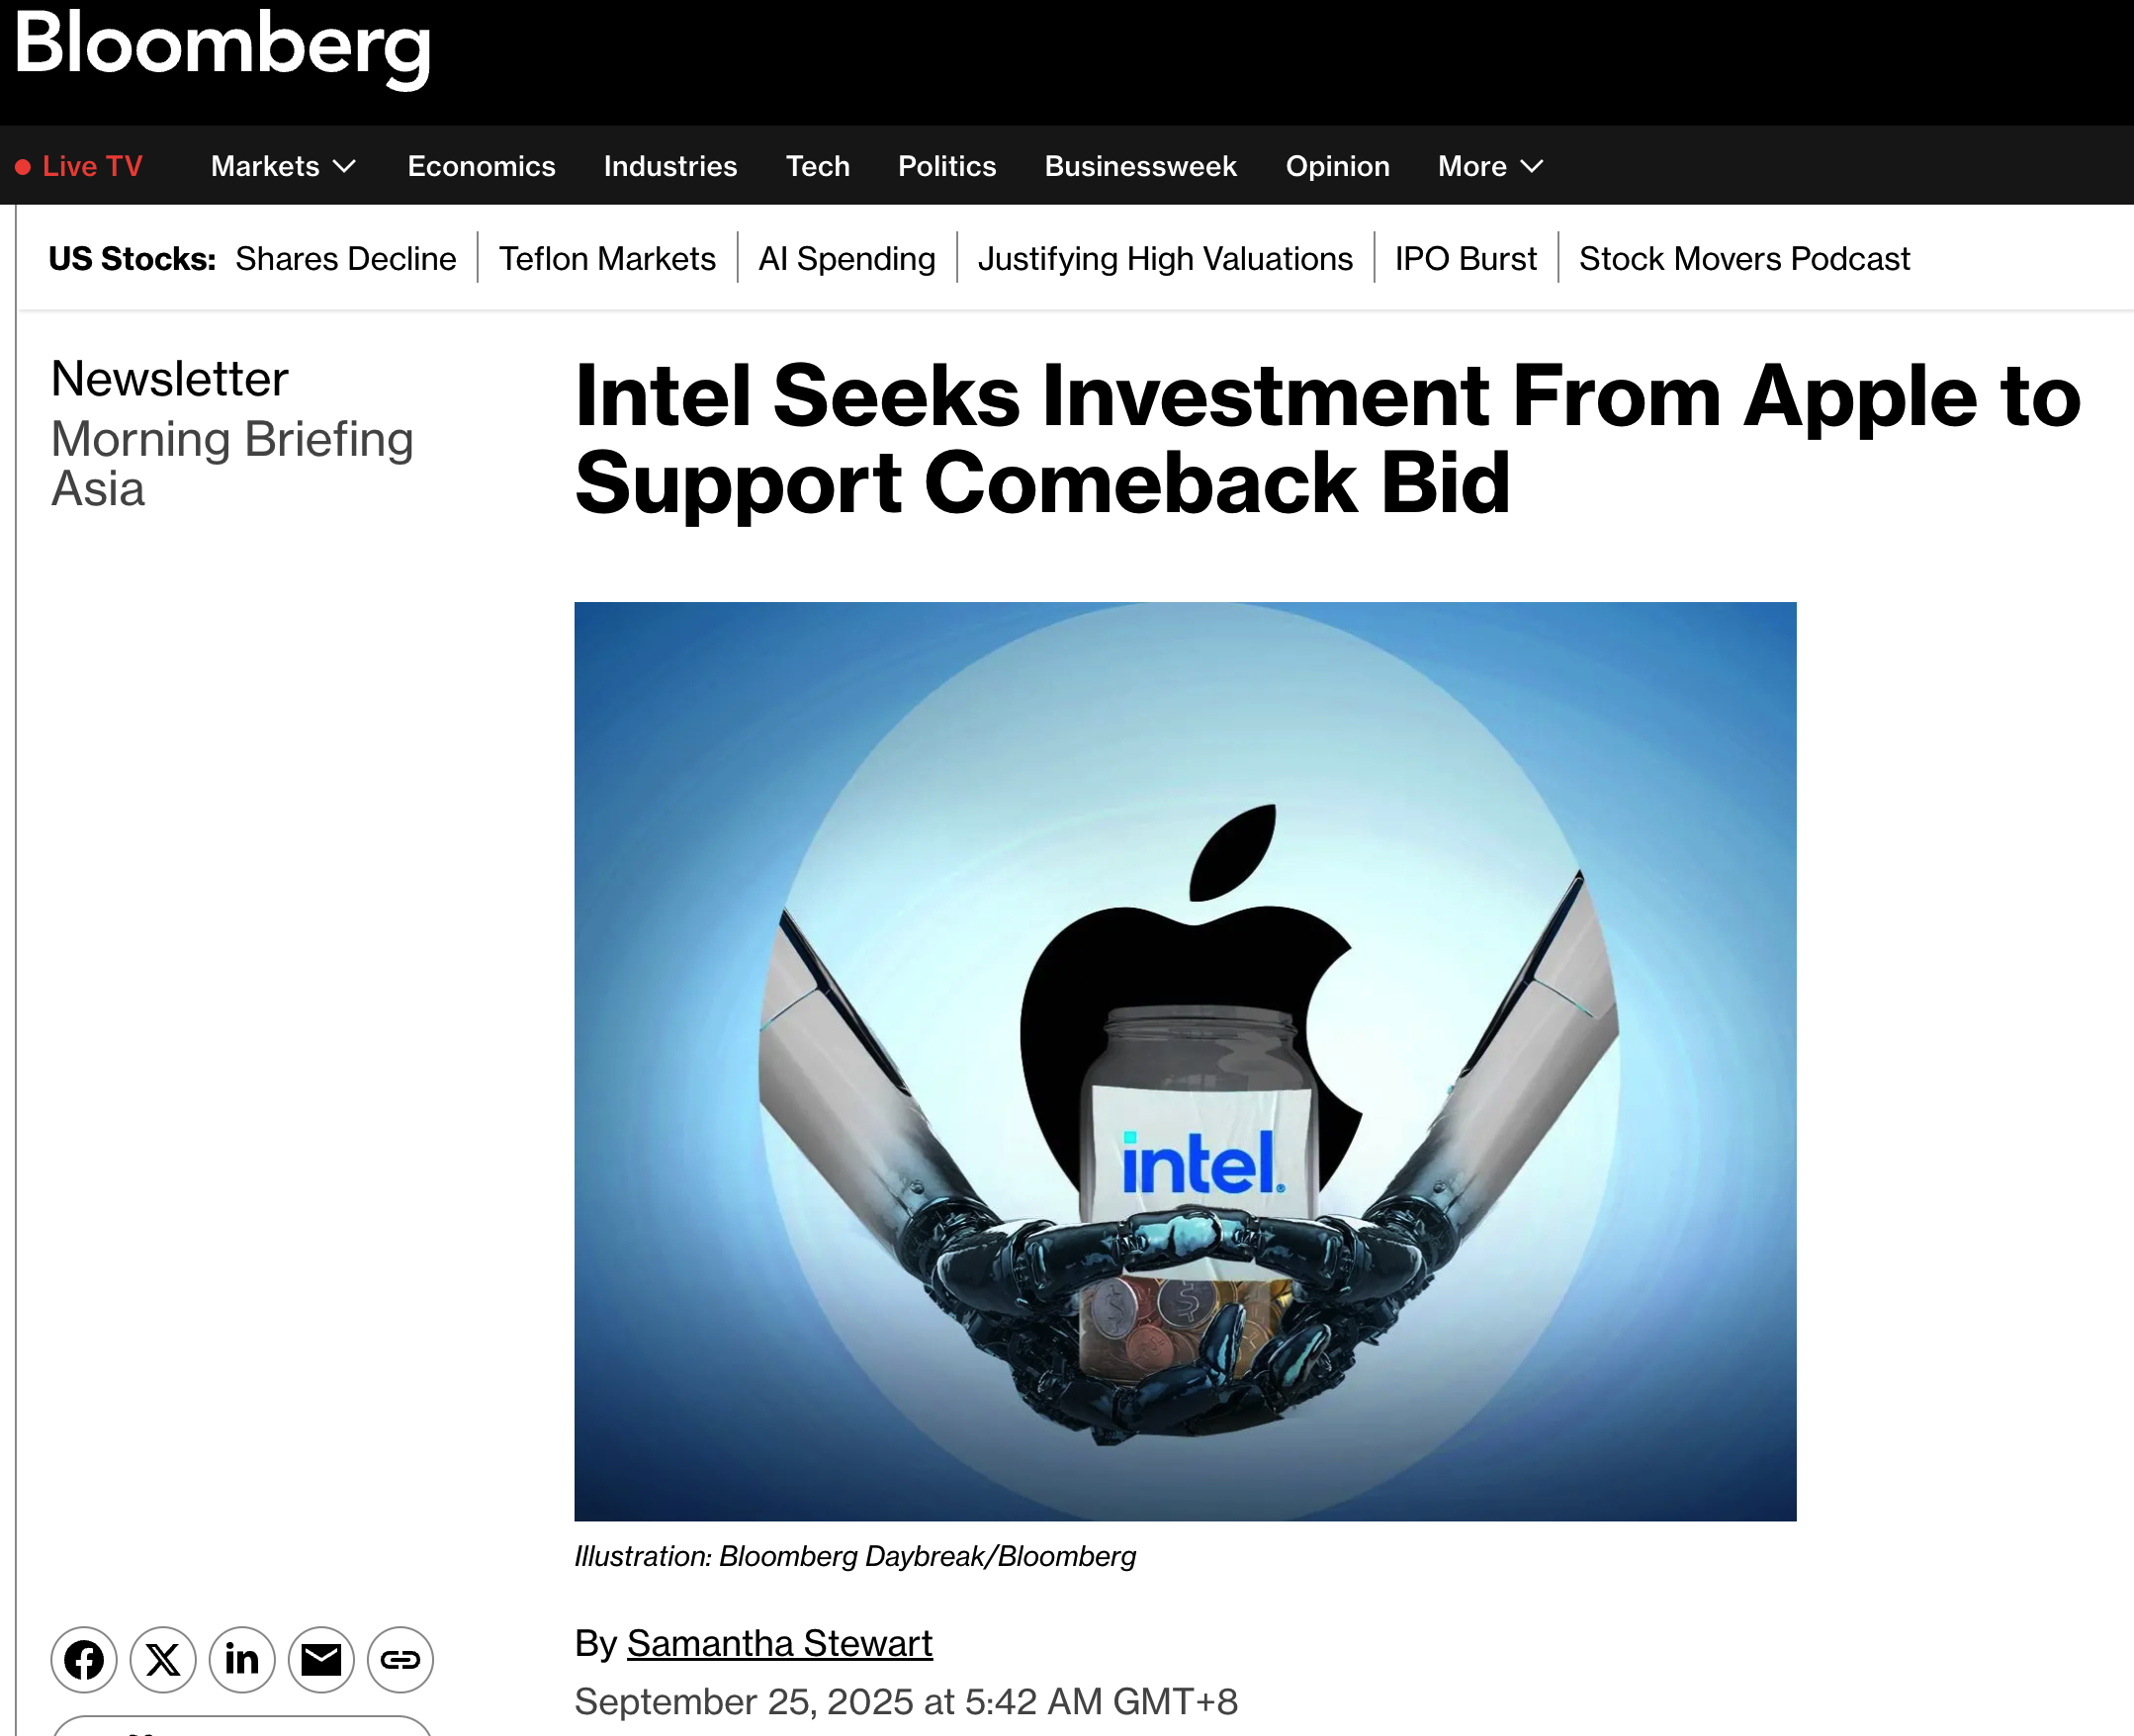 Bloomberg
Live TV Markets Economics Industries Tech Politics Businessweek Opinion More
US Stocks: Shares Decline Teflon Markets AI Spending Justifying High Valuations IPO Burst Stock Movers Podcast
Newsletter
Morning Briefing
Asia
Intel Seeks Investment From Apple to
Support Comeback Bid
intel®
Illustration: Bloomberg Daybreak/Bloomberg
By Samantha Stewart
September 25, 2025 at 5:42 AM GMT+8